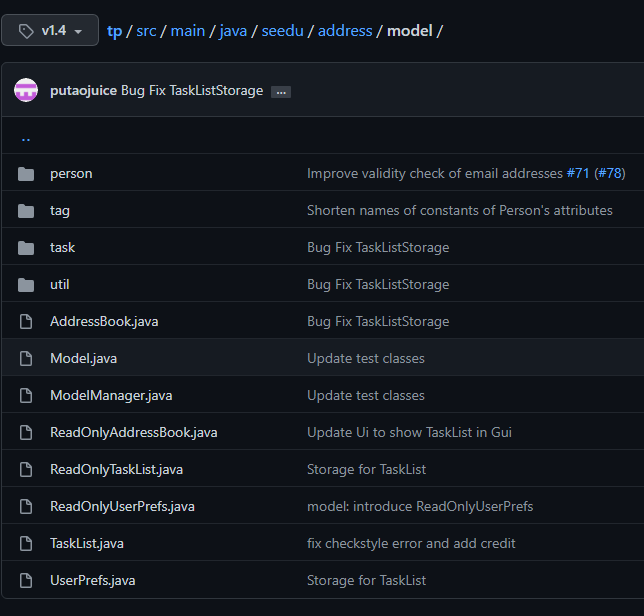 v1.4 tp / src / main / java / seedu / address / model /
putaojuice Bug Fix TaskListStorage ...
..
person Improve validity check of email addresses #71 (#78)
tag Shorten names of constants of Person's attributes
task Bug Fix TaskListStorage
util Bug Fix TaskListStorage
AddressBook.java Bug Fix TaskListStorage
Model.java Update test classes
ModelManager.java Update test classes
ReadOnlyAddressBook.java Update Ui to show TaskList in Gui
ReadOnlyTaskList.java Storage for TaskList
ReadOnlyUserPrefs.java model: introduce ReadOnlyUserPrefs
TaskList.java fix checkstyle error and add credit
UserPrefs.java Storage for TaskList